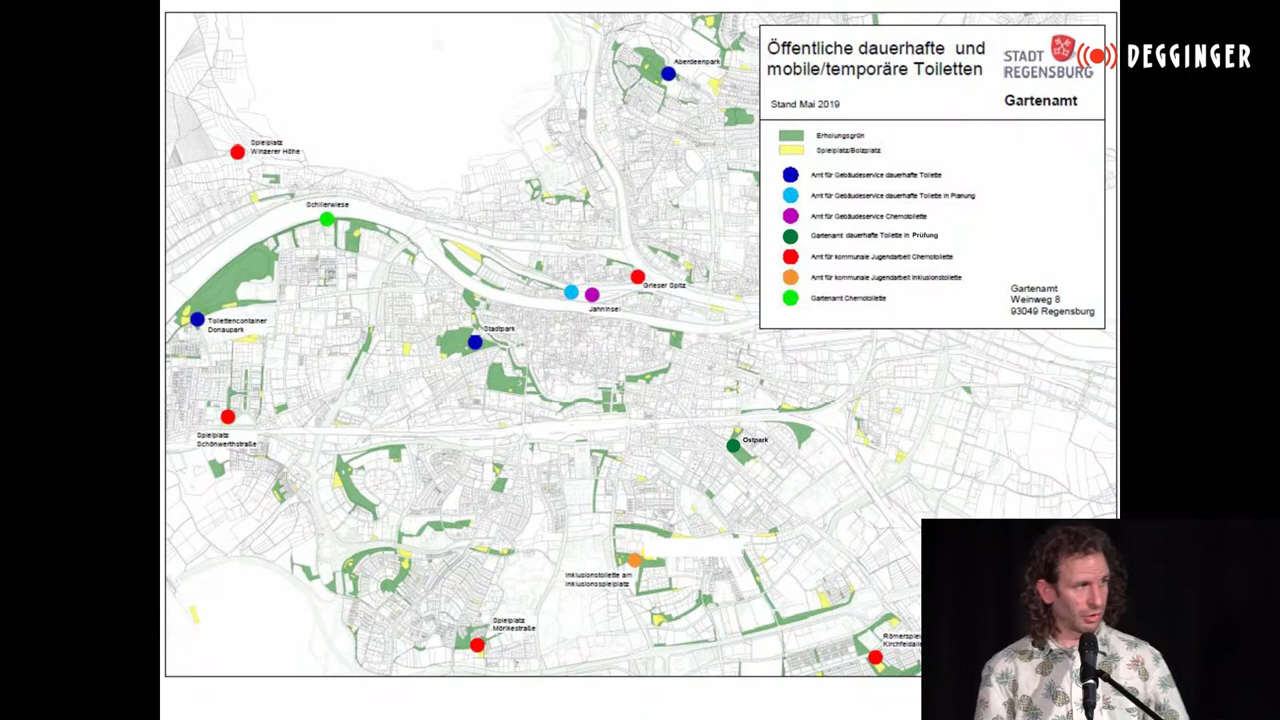 Öffentliche dauerhafte und
mobile/temporäre Toiletten
STADT
REGENSBURG
DEGGINGER
Stand Mai 2019
Gartenamt
Erholungsgrün
Spielplatz/Bolzplatz
Amt für Gebäudeservice dauerhafte Toilette
Amt für Gebäudeservice dauerhafte Toilette in Planung
Amt für Gebäudeservice Chemotoilette
Gartenamt dauerhafte Toilette in Prüfung
Amt für kommunale Jugendarbeit Chemotoilette
Amt für kommunale Jugendarbeit Inklusionstoilette
Gartenamt Chemotoilette
Gartenamt
Weinweg 8
93049 Regensburg
Aberdeenpark
Spielplatz
Winzerer Höhe
Schillerwiese
Grieser Spitz
Jahninsel
Toilettencontainer
Donaupark
Stadtpark
Spielplatz
Schönwerthstraße
Ostpark
Inklusionstoilette am
Inklusionsspielplatz
Spielplatz
Mörikestraße
Römerspiel
Kirchfeldalle